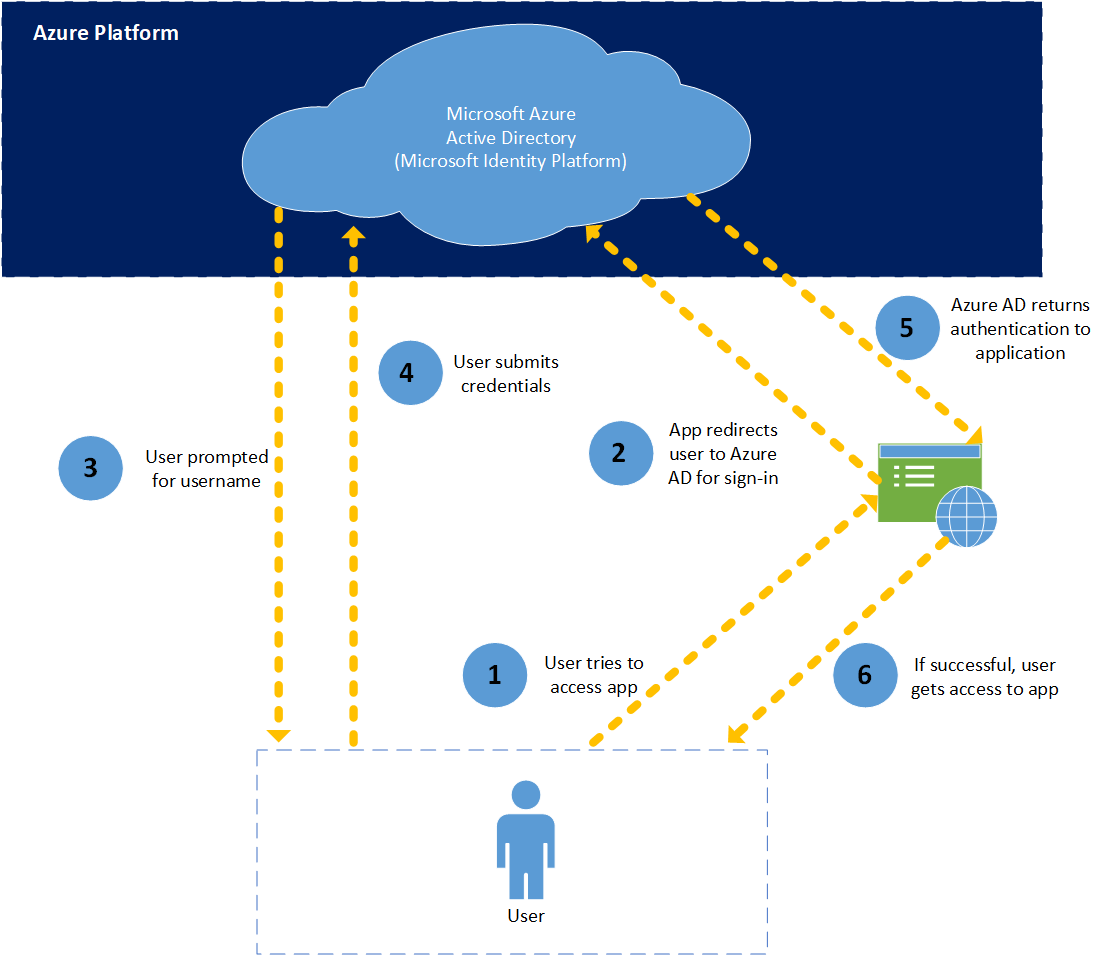 Azure Platform
Microsoft Azure
Active Directory
(Microsoft Identity Platform)
5
Azure AD returns
authentication to
application
4
User submits
credentials
2
App redirects
user to Azure
AD for sign-in
3
User prompted
for username
1
User tries to
access app
6
If successful, user
gets access to app
User